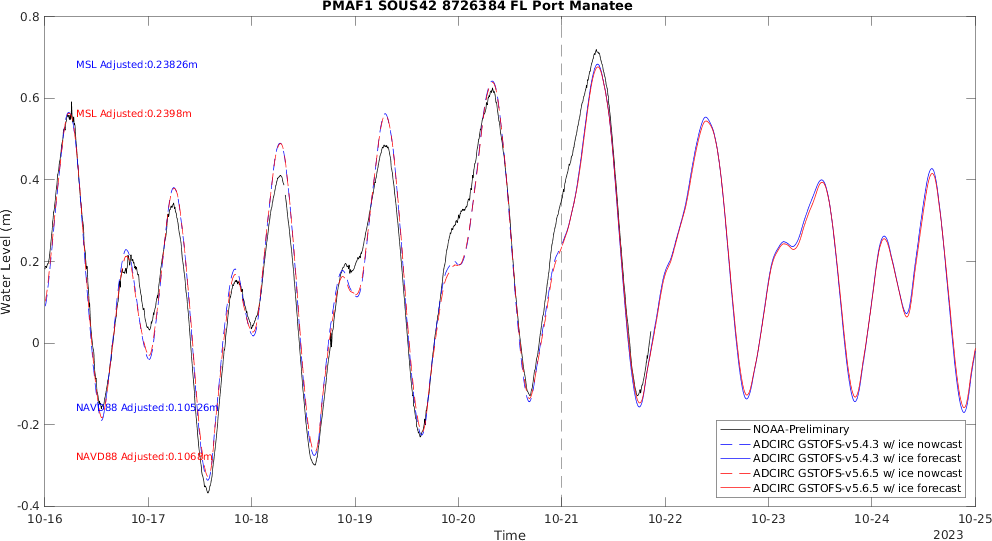 PMAF1 SOUS42 8726384 FL Port Manatee
0.8
0.6
0.4
0.2
0
-0.2
-0.4
Water Level (m)
MSL Adjusted:0.23826m
MSL Adjusted:0.2398m
NAVD88 Adjusted:0.10526m
NAVD88 Adjusted:0.1068m
NOAA-Preliminary
ADCIRC GSTOFS-v5.4.3 w/ ice nowcast
ADCIRC GSTOFS-v5.4.3 w/ ice forecast
ADCIRC GSTOFS-v5.6.5 w/ ice nowcast
ADCIRC GSTOFS-v5.6.5 w/ ice forecast
10-16 10-17 10-18 10-19 10-20 10-21 10-22 10-23 10-24 10-25
Time
2023